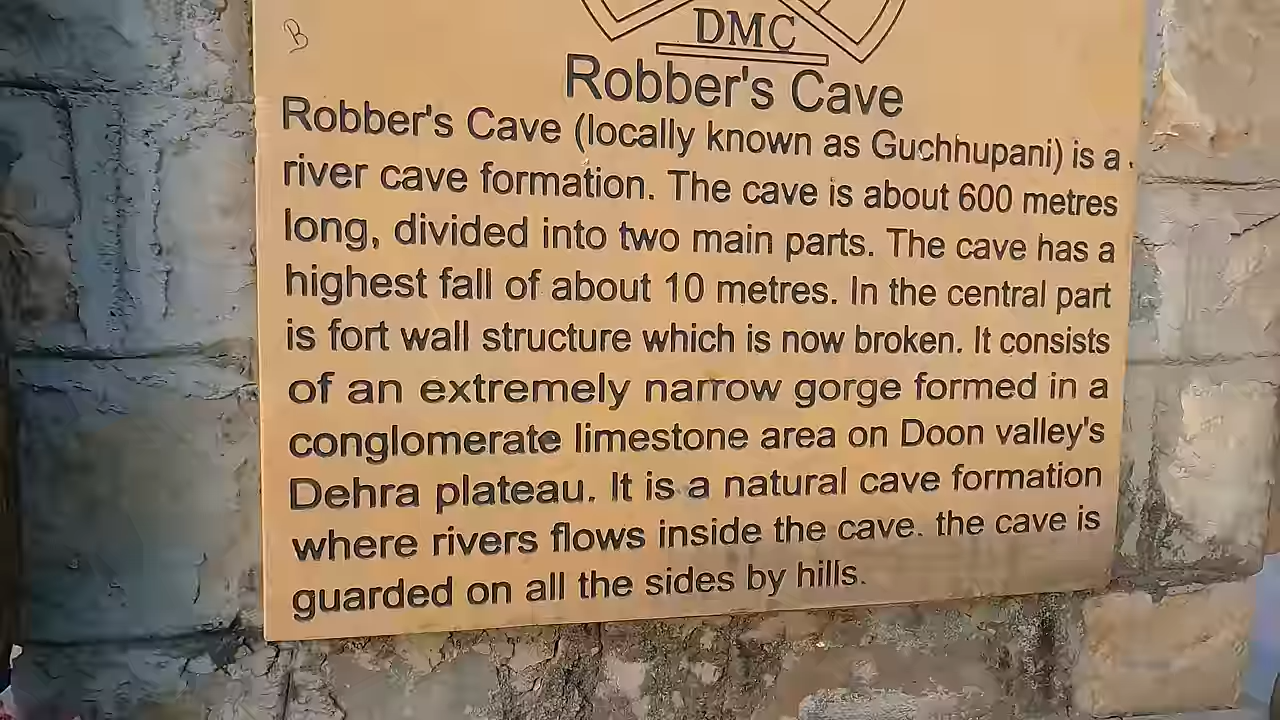 B
DMC
Robber's Cave
Robber's Cave (locally known as Guchhupani) is a.
river cave formation. The cave is about 600 metres
long, divided into two main parts. The cave has a
highest fall of about 10 metres. In the central part
is fort wall structure which is now broken. It consists
of an extremely narrow gorge formed in a
conglomerate limestone area on Doon valley's
Dehra plateau. It is a natural cave formation
where rivers flows inside the cave. the cave is
guarded on all the sides by hills.